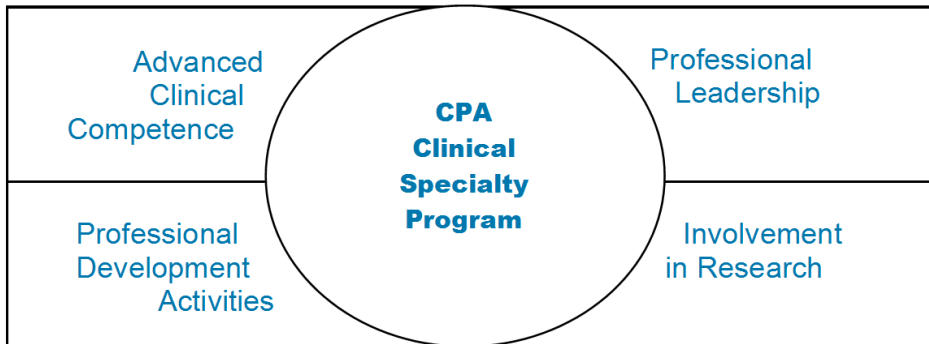 Advanced
Clinical
Competence
CPA
Clinical
Specialty
Program
Professional
Leadership
Professional
Development
Activities
Involvement
in Research